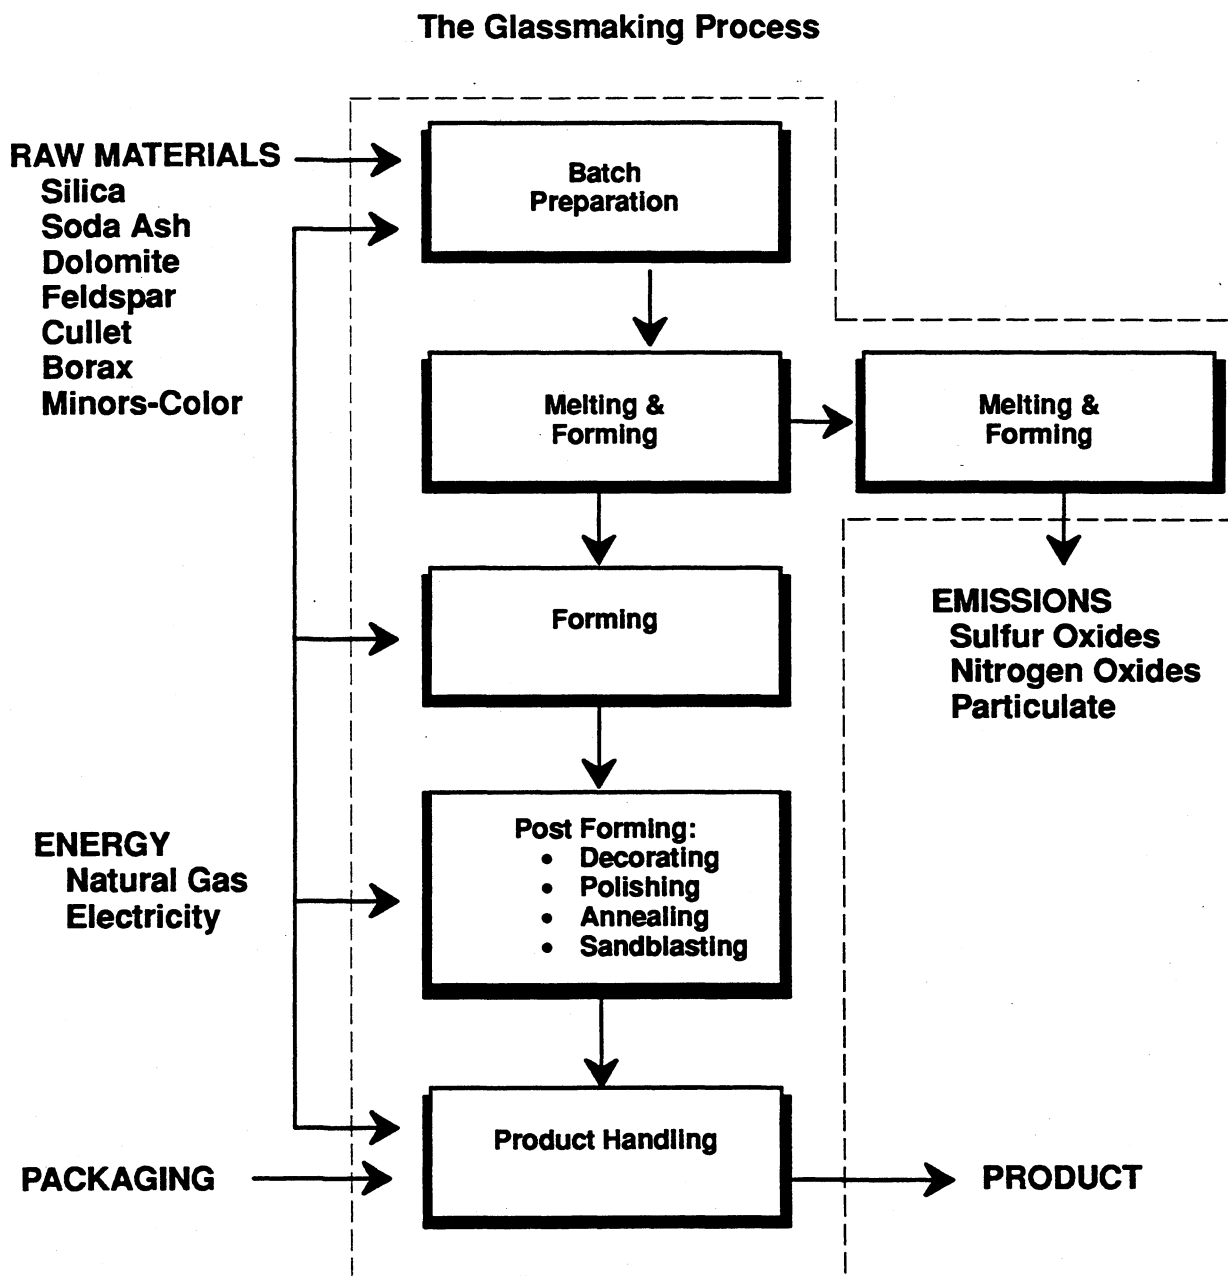 The Glassmaking Process
RAW MATERIALS
Silica
Soda Ash
Dolomite
Feldspar
Cullet
Borax
Minors-Color
Batch
Preparation
Melting &
Forming
Melting &
Forming
Forming
EMISSIONS
Sulfur Oxides
Nitrogen Oxides
Particulate
ENERGY
Natural Gas
Electricity
Post Forming:
• Decorating
• Polishing
• Annealing
• Sandblasting
Product Handling
PACKAGING
PRODUCT